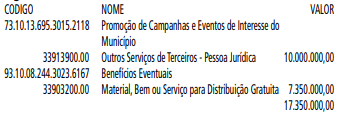 CODIGO NOME VALOR
73.10.13.695.3015.2118 Promoção de Campanhas e Eventos de Interesse do
Município
33913900.00 Outros Serviços de Terceiros - Pessoa Jurídica 10.000.000,00
93.10.08.244.3023.6167 Benefícios Eventuais
33903200.00 Material, Bem ou Serviço para Distribuição Gratuita 7.350.000,00
17.350.000,00